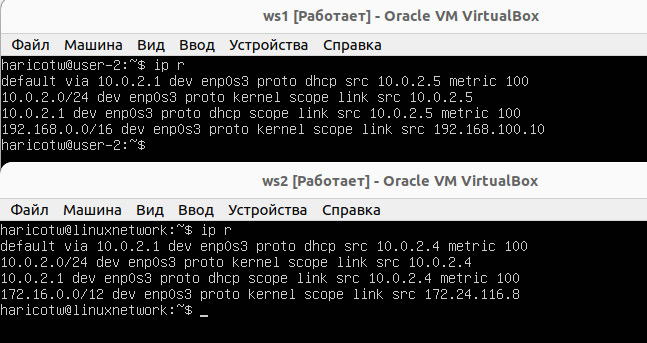 ws1 [Работает] - Oracle VM VirtualBox
Файл Машина Вид Ввод Устройства Справка
haricotw@user-2:~$ ip r
default via 10.0.2.1 dev enp0s3 proto dhcp src 10.0.2.5 metric 100
10.0.2.0/24 dev enp0s3 proto kernel scope link src 10.0.2.5
10.0.2.1 dev enp0s3 proto dhcp scope link src 10.0.2.5 metric 100
192.168.0.0/16 dev enp0s3 proto kernel scope link src 192.168.100.10
haricotw@user-2:~$
ws2 [Работает] - Oracle VM VirtualBox
Файл Машина Вид Ввод Устройства Справка
haricotw@linuxnetwork:~$ ip r
default via 10.0.2.1 dev enp0s3 proto dhcp src 10.0.2.4 metric 100
10.0.2.0/24 dev enp0s3 proto kernel scope link src 10.0.2.4
10.0.2.1 dev enp0s3 proto dhcp scope link src 10.0.2.4 metric 100
172.16.0.0/12 dev enp0s3 proto kernel scope link src 172.24.116.8
haricotw@linuxnetwork:~$ _